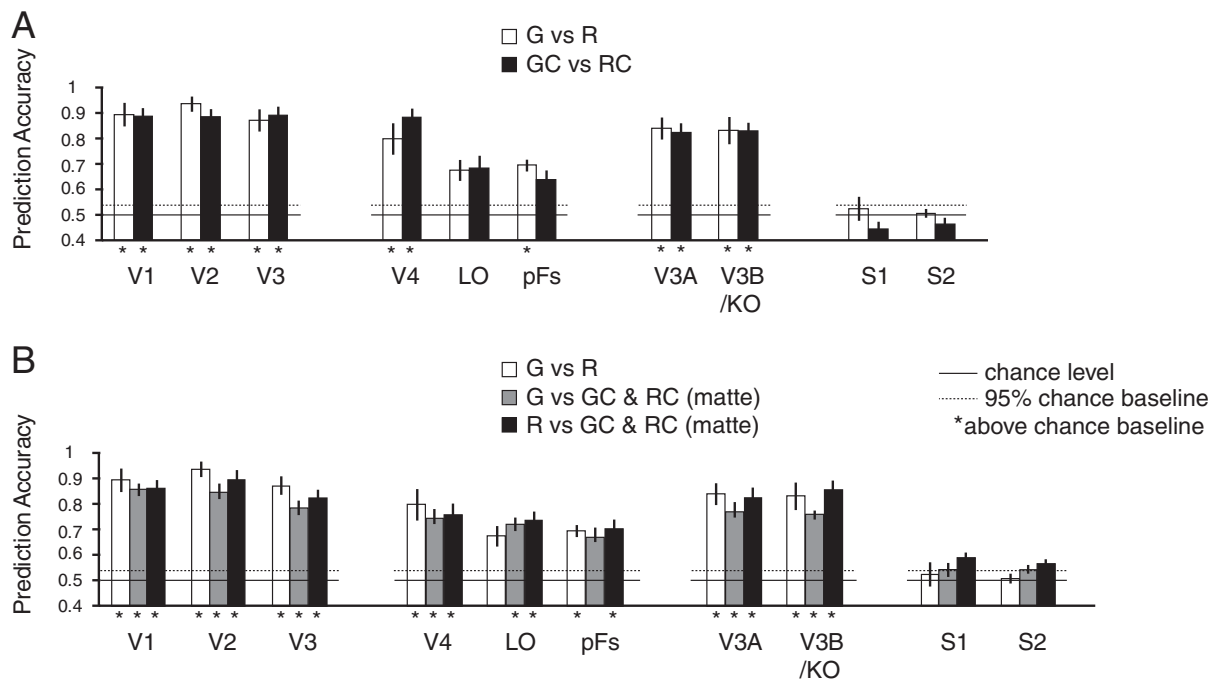 A
G vs R
GC vs RC
Prediction Accuracy
1
0.9
0.8
0.7
0.6
0.5
0.4
* * * * * * * * * * * * *
V1 V2 V3 V4 LO pFs V3A V3B S1 S2
/KO
B
G vs R
G vs GC & RC (matte)
R vs GC & RC (matte)
chance level
95% chance baseline
*above chance baseline
Prediction Accuracy
1
0.9
0.8
0.7
0.6
0.5
0.4
* * * * * * * * * * * * * * * * * * * * * *
V1 V2 V3 V4 LO pFs V3A V3B S1 S2
/KO